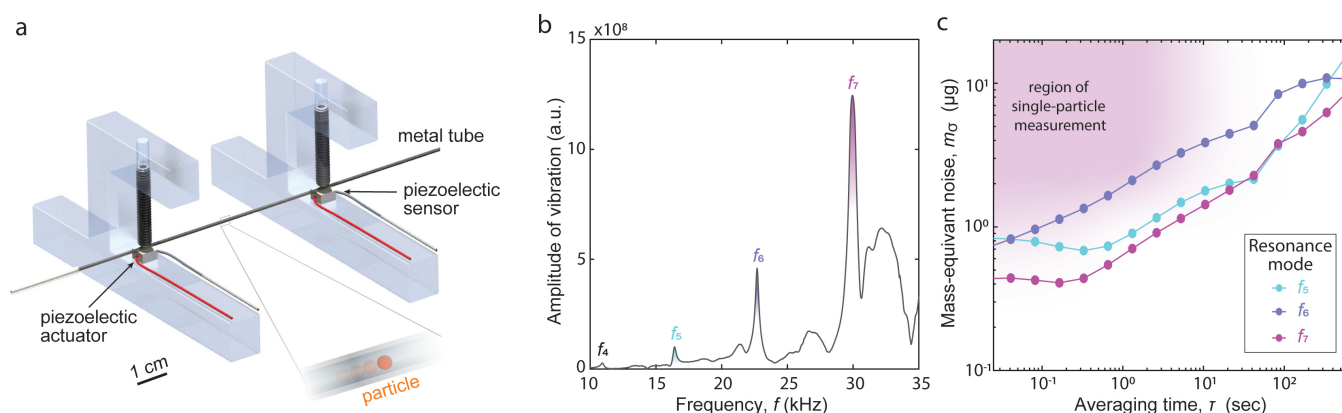 a
metal tube
piezoelectic
sensor
piezoelectic
actuator
1 cm
particle
b
x10⁸
15
10
5
0
Amplitude of vibration (a.u.)
f₄
f₅
f₆
f₇
10 15 20 25 30 35
Frequency, f (kHz)
c
Mass-equivant noise, mσ (µg)
10¹
10⁰
10⁻¹
region of
single-particle
measurement
Resonance
mode
f₅
f₆
f₇
10⁻¹ 10⁰ 10¹ 10² 
Averaging time, τ (sec)